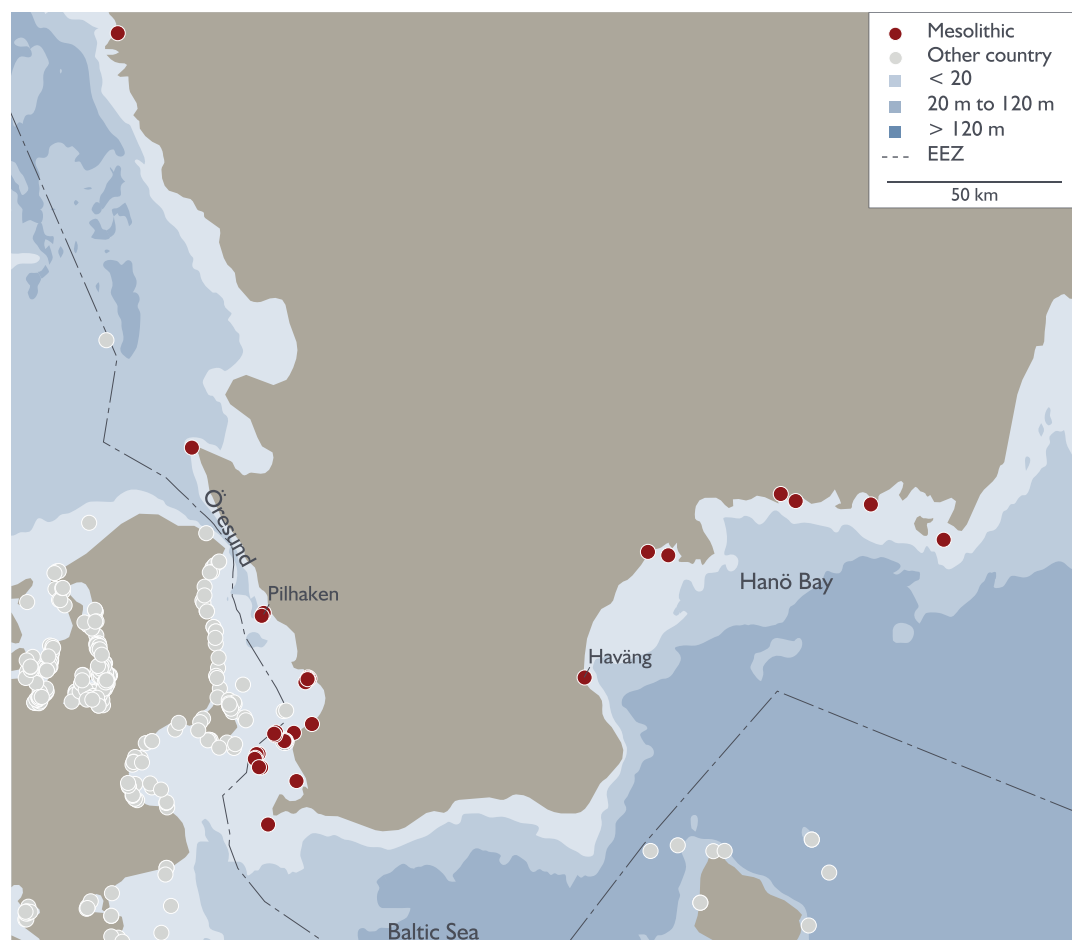 Mesolithic
Other country
< 20
20 m to 120 m
> 120 m
EEZ
50 km
Öresund
Pilhaken
Hanö Bay
Haväng
Baltic Sea